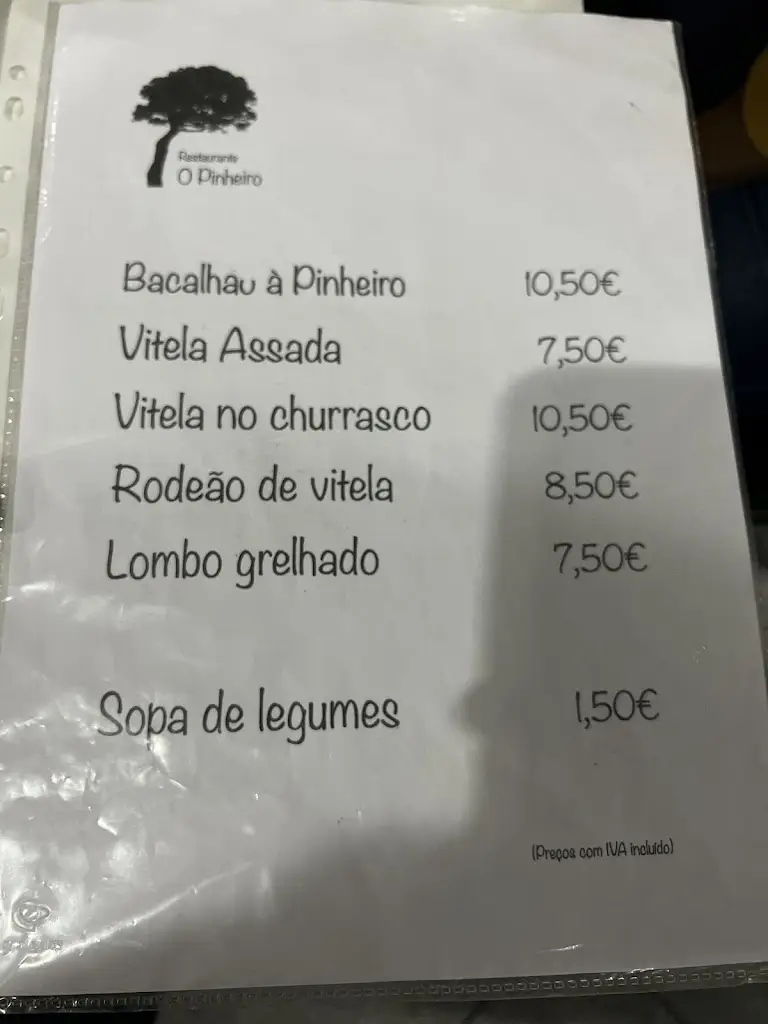 Restaurante
O Pinheiro
Bacalhau à Pinheiro 10,50€
Vitela Assada 7,50€
Vitela no churrasco 10,50€
Rodeão de vitela 8,50€
Lombo grelhado 7,50€
Sopa de legumes 1,50€
(Preços com IVA incluído)